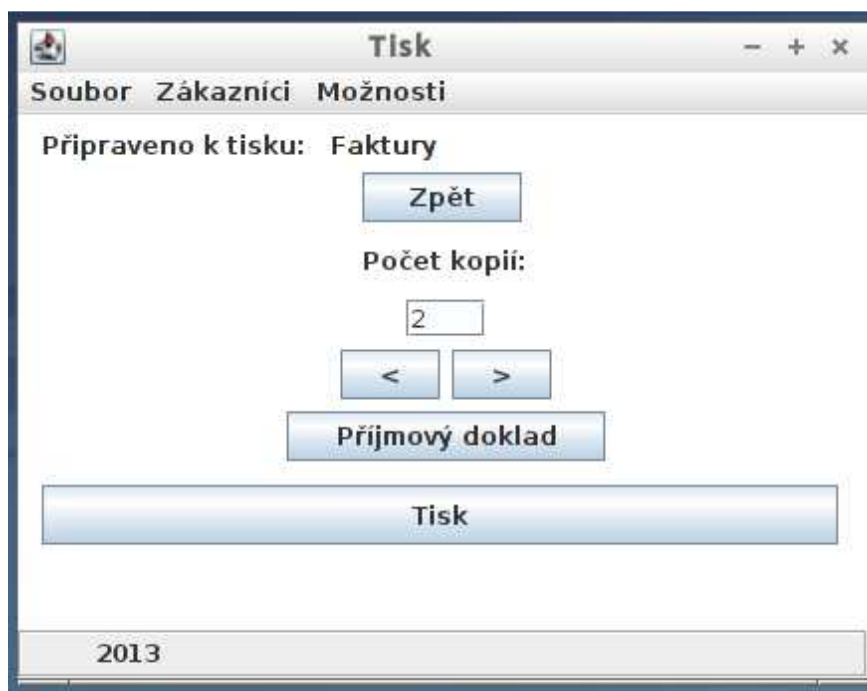 Tisk
Soubor Zákazníci Možnosti
Připraveno k tisku: Faktury
Zpět
Počet kopií:
2
< >
Příjmový doklad
Tisk
2013